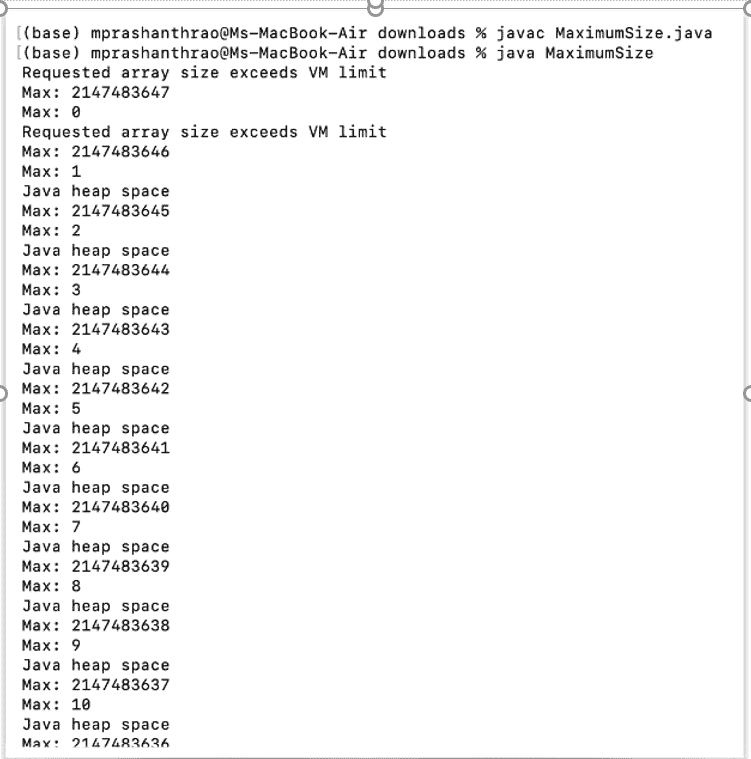 [(base) mprashanthrao@Ms-MacBook-Air downloads % javac MaximumSize.java
[(base) mprashanthrao@Ms-MacBook-Air downloads % java MaximumSize
Requested array size exceeds VM limit
Max: 2147483647
Max: 0
Requested array size exceeds VM limit
Max: 2147483646
Max: 1
Java heap space
Max: 2147483645
Max: 2
Java heap space
Max: 2147483644
Max: 3
Java heap space
Max: 2147483643
Max: 4
Java heap space
Max: 2147483642
Max: 5
Java heap space
Max: 2147483641
Max: 6
Java heap space
Max: 2147483640
Max: 7
Java heap space
Max: 2147483639
Max: 8
Java heap space
Max: 2147483638
Max: 9
Java heap space
Max: 2147483637
Max: 10
Java heap space
Max: 2147483636